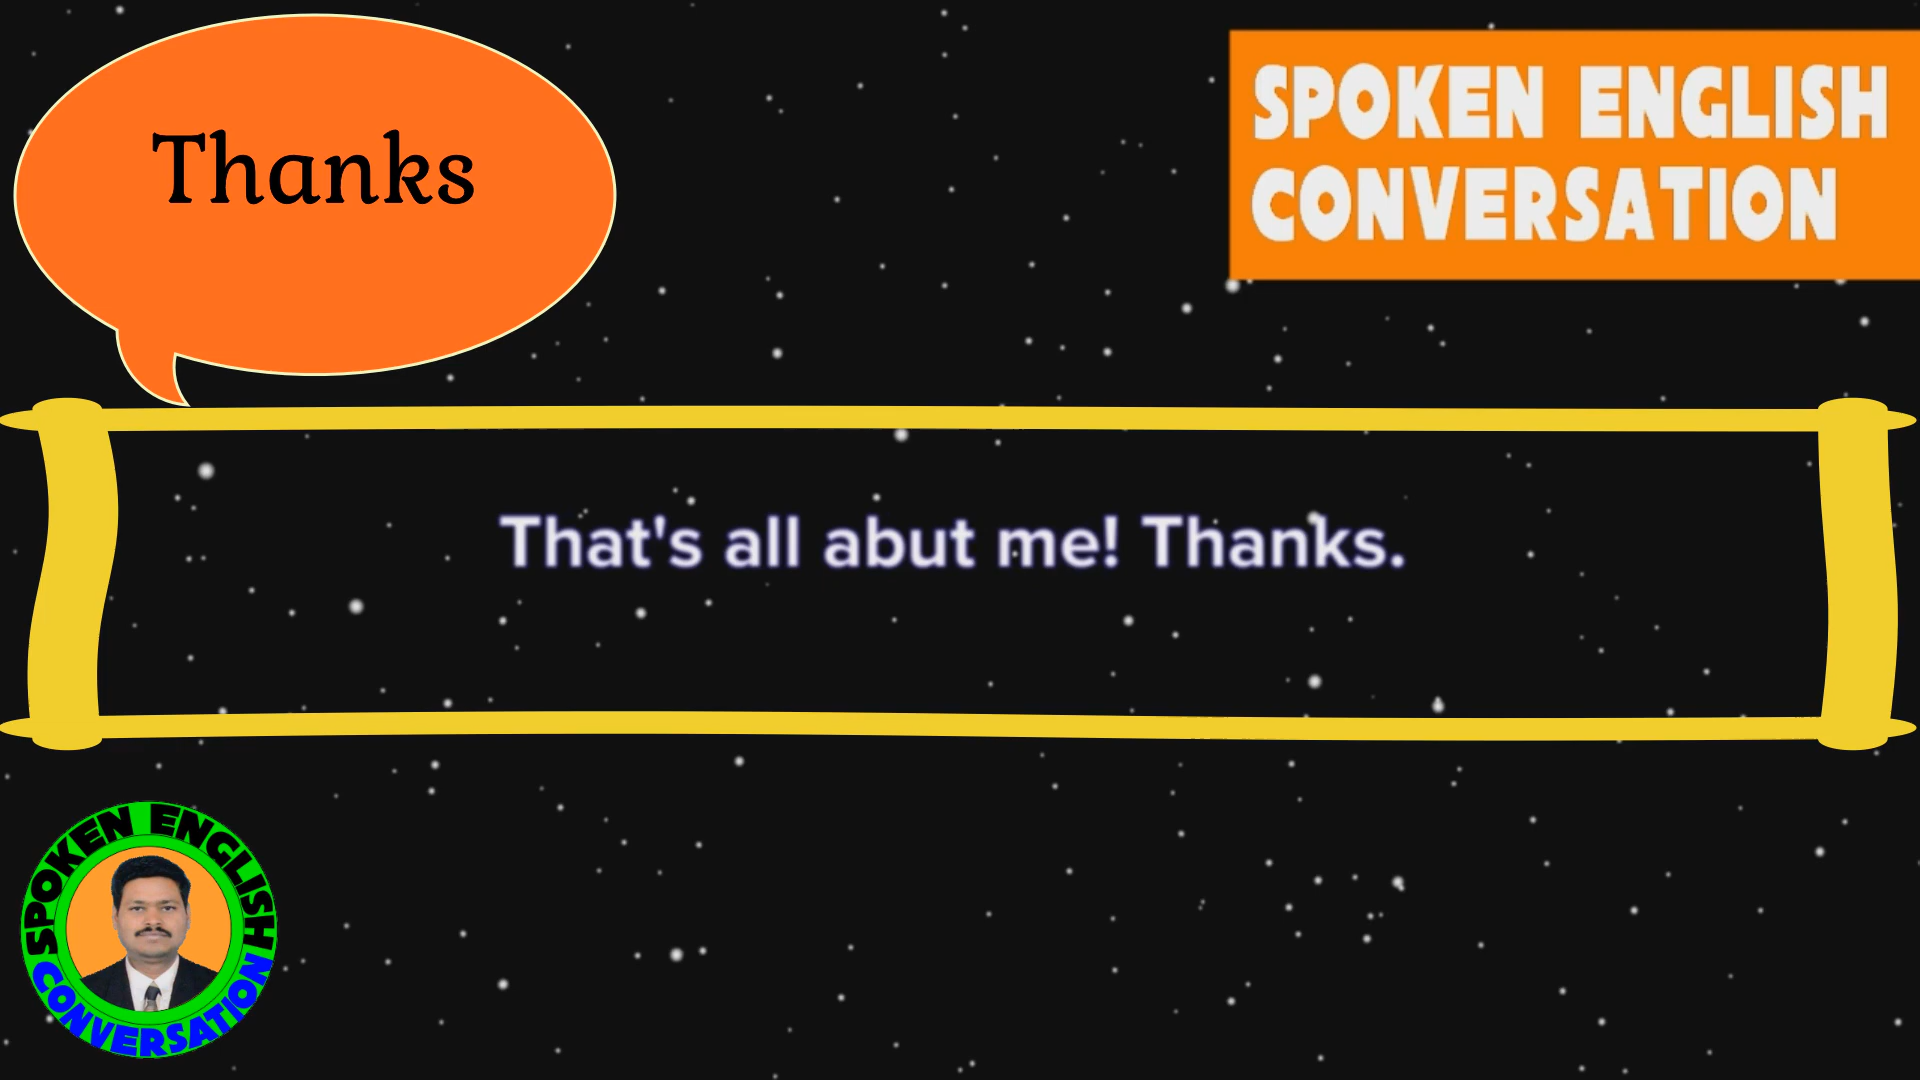 Thanks
SPOKEN ENGLISH
CONVERSATION
That's all abut me! Thanks.
SPOKEN ENGLISH
CONVERSATION